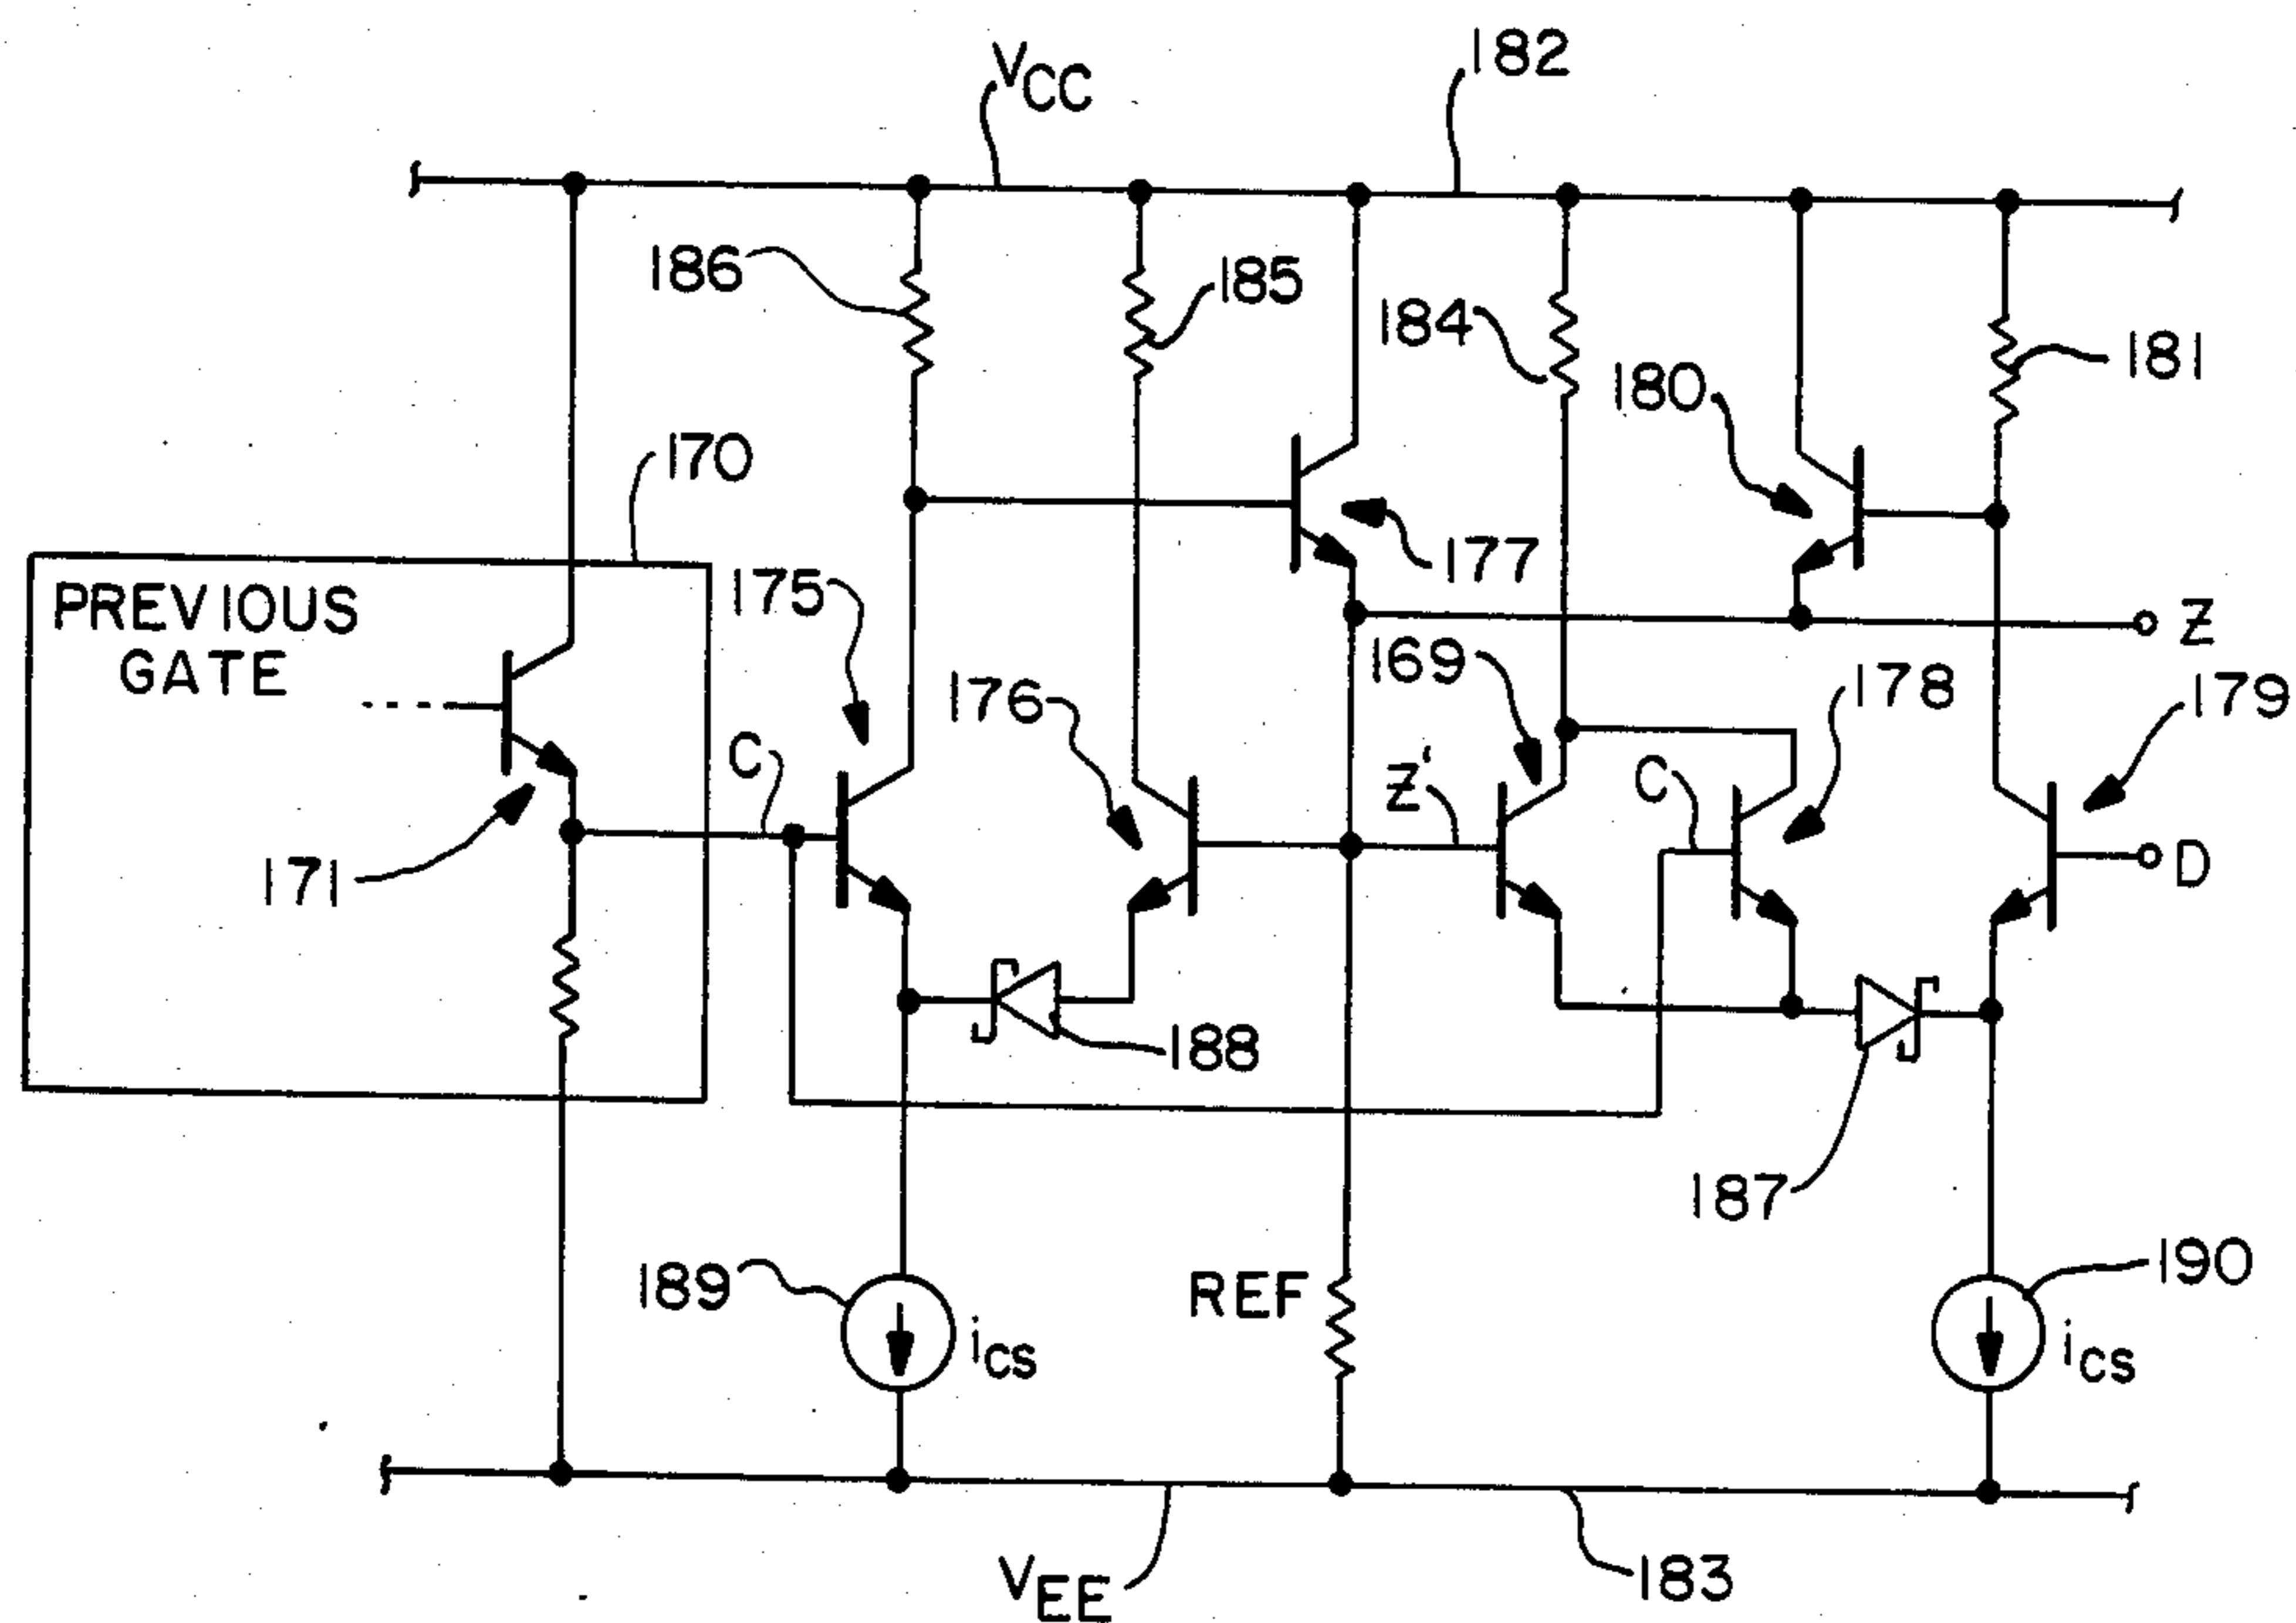 182
VCC
186
185
184
181
180
170
PREVIOUS
GATE
175
177
Z
169
178
179
176
C
Z'
C
D
171
188
187
189
REF
190
iCS
iCS
VEE
183